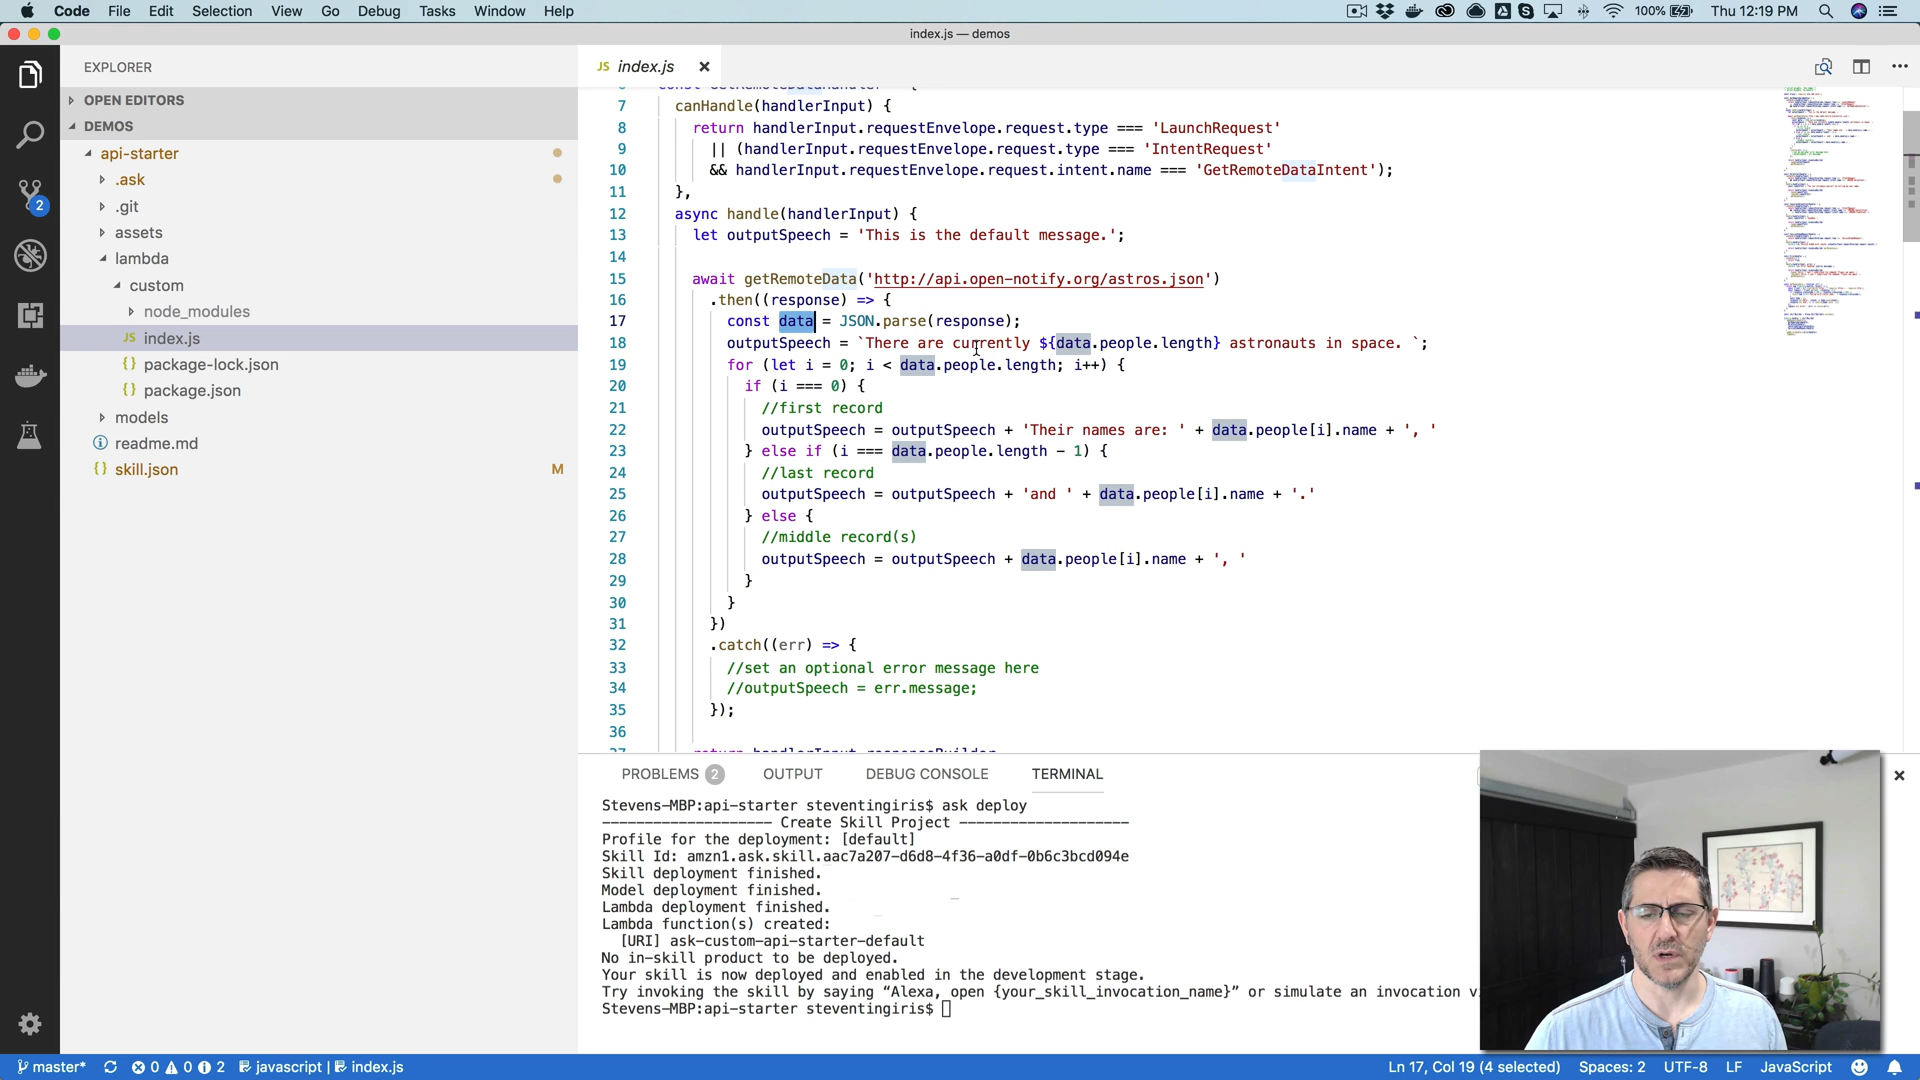 Code File Edit Selection View Go Debug Tasks Window Help
100% Thu 12:19 PM
index.js — demos
EXPLORER
OPEN EDITORS
DEMOS
api-starter
.ask
.git
assets
lambda
custom
node_modules
JS index.js
{} package-lock.json
{} package.json
models
readme.md
{} skill.json M
2
JS index.js
7 canHandle(handlerInput) {
8 return handlerInput.requestEnvelope.request.type === 'LaunchRequest'
9 || (handlerInput.requestEnvelope.request.type === 'IntentRequest'
10 && handlerInput.requestEnvelope.request.intent.name === 'GetRemoteDataIntent');
11 },
12 async handle(handlerInput) {
13 let outputSpeech = 'This is the default message.';
14
15 await getRemoteData('http://api.open-notify.org/astros.json')
16 .then((response) => {
17 const data = JSON.parse(response);
18 outputSpeech = `There are currently ${data.people.length} astronauts in space. `;
19 for (let i = 0; i < data.people.length; i++) {
20 if (i === 0) {
21 //first record
22 outputSpeech = outputSpeech + 'Their names are: ' + data.people[i].name + ', '
23 } else if (i === data.people.length - 1) {
24 //last record
25 outputSpeech = outputSpeech + 'and ' + data.people[i].name + '.'
26 } else {
27 //middle record(s)
28 outputSpeech = outputSpeech + data.people[i].name + ', '
29 }
30 }
31 })
32 .catch((err) => {
33 //set an optional error message here
34 //outputSpeech = err.message;
35 });
36
PROBLEMS 2 OUTPUT DEBUG CONSOLE TERMINAL
Stevens-MBP:api-starter steventingiris$ ask deploy
-------------------- Create Skill Project --------------------
Profile for the deployment: [default]
Skill Id: amzn1.ask.skill.aac7a207-d6d8-4f36-a0df-0b6c3bcd094e
Skill deployment finished.
Model deployment finished.
Lambda deployment finished.
Lambda function(s) created:
[URI] ask-custom-api-starter-default
No in-skill product to be deployed.
Your skill is now deployed and enabled in the development stage.
Try invoking the skill by saying “Alexa, open {your_skill_invocation_name}” or simulate an invocation
Stevens-MBP:api-starter steventingiris$
master* 0 0 2 javascript | index.js
Ln 17, Col 19 (4 selected) Spaces: 2 UTF-8 LF JavaScript